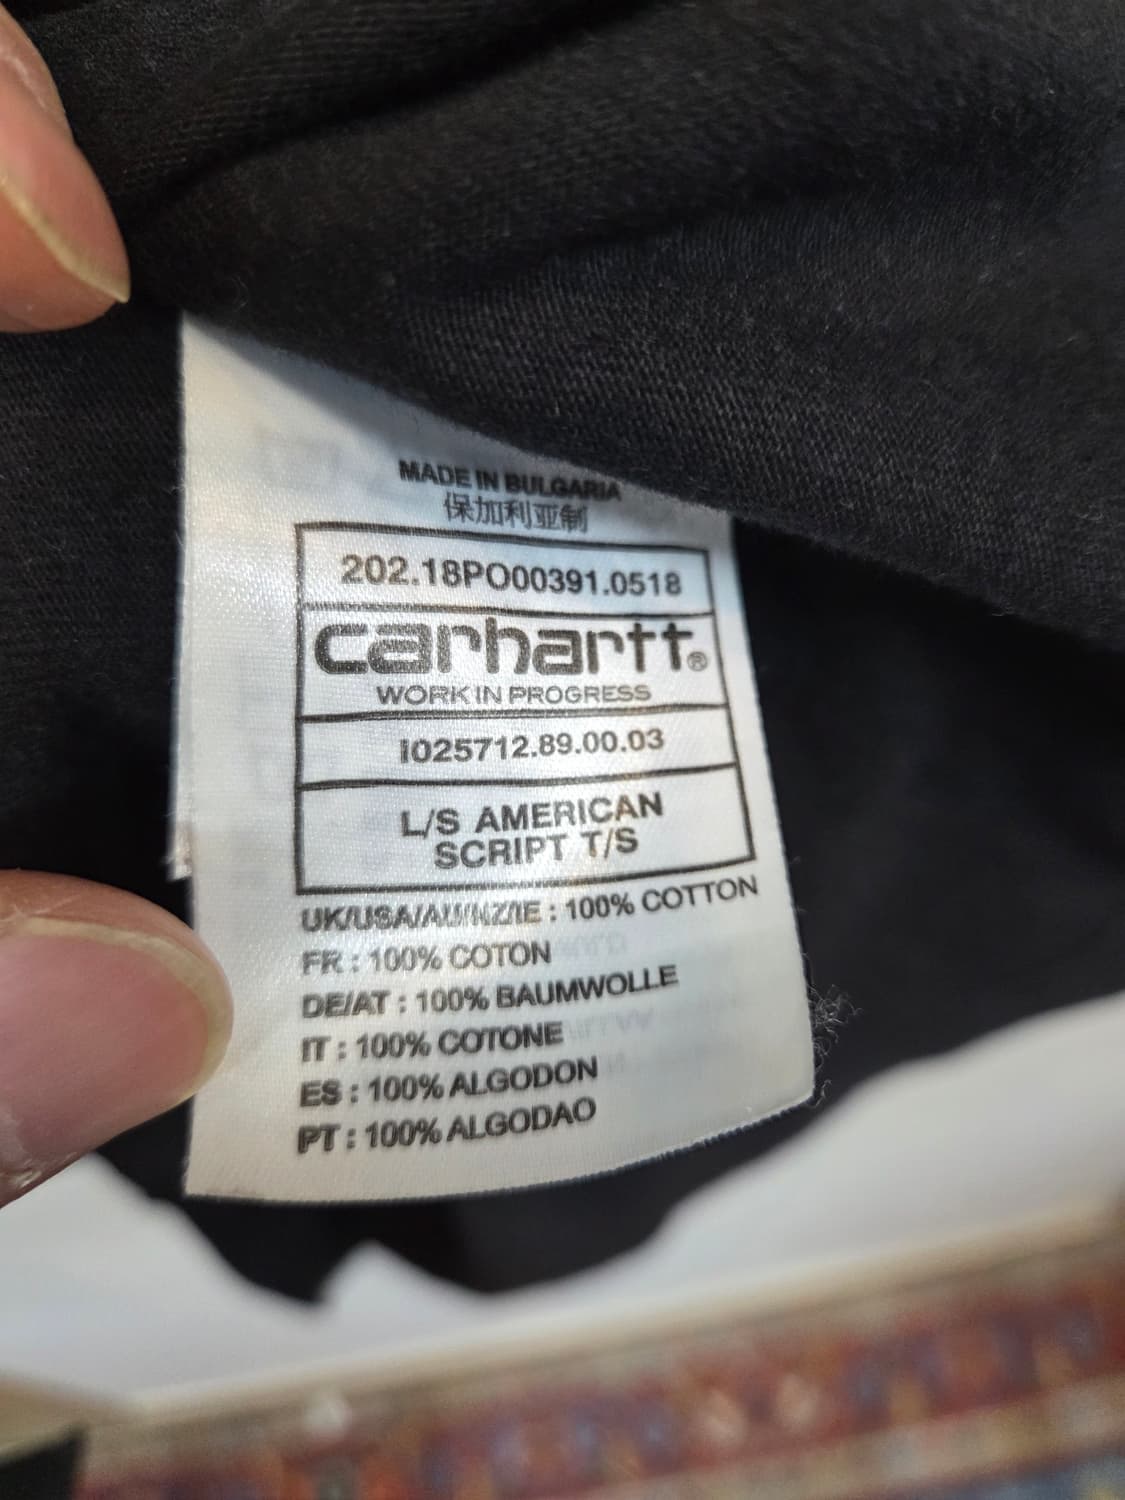 MADE IN BULGARIA
保加利亚制
202.18PO00391.0518
carhartt®
WORK IN PROGRESS
I025712.89.00.03
L/S AMERICAN
SCRIPT T/S
UK/USA/AU/NZ/IE : 100% COTTON
FR : 100% COTON
DE/AT : 100% BAUMWOLLE
IT : 100% COTONE
ES : 100% ALGODON
PT : 100% ALGODAO